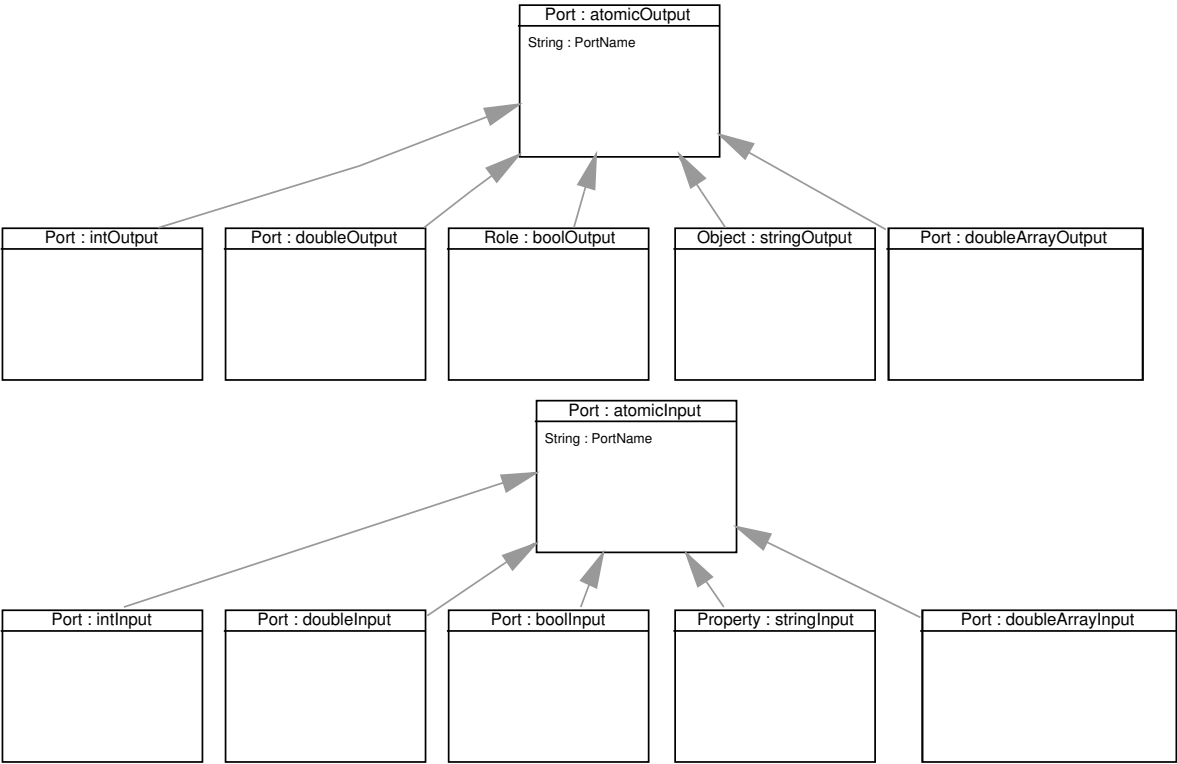 Port : atomicOutput
String : PortName
Port : intOutput
Port : doubleOutput
Role : boolOutput
Object : stringOutput
Port : doubleArrayOutput
Port : atomicInput
String : PortName
Port : intInput
Port : doubleInput
Port : boolInput
Property : stringInput
Port : doubleArrayInput